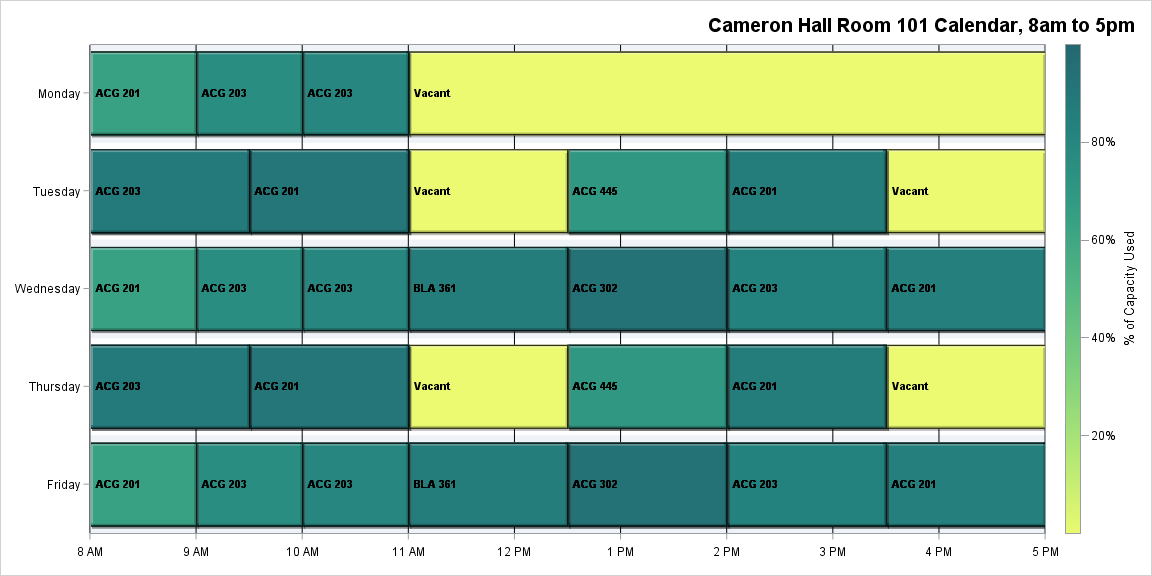 Cameron Hall Room 101 Calendar, 8am to 5pm
Monday
ACG 201 ACG 203 ACG 203 Vacant
Tuesday
ACG 203 ACG 201 Vacant ACG 445 ACG 201 Vacant
Wednesday
ACG 201 ACG 203 ACG 203 BLA 361 ACG 302 ACG 203 ACG 201
Thursday
ACG 203 ACG 201 Vacant ACG 445 ACG 201 Vacant
Friday
ACG 201 ACG 203 ACG 203 BLA 361 ACG 302 ACG 203 ACG 201
8 AM 9 AM 10 AM 11 AM 12 PM 1 PM 2 PM 3 PM 4 PM 5 PM
80%
60%
40%
20%
% of Capacity Used